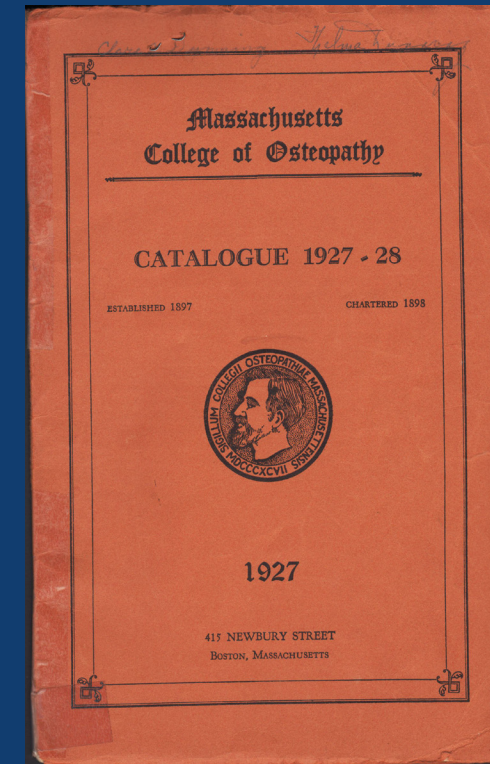 Massachusetts
College of Osteopathy
CATALOGUE 1927 - 28
ESTABLISHED 1897
CHARTERED 1898
SIGILLUM COLLEGII OSTEOPATHIAE MASSACHUSETTENSIS
MDCCCXCVII
1927
415 NEWBURY STREET
BOSTON, MASSACHUSETTS